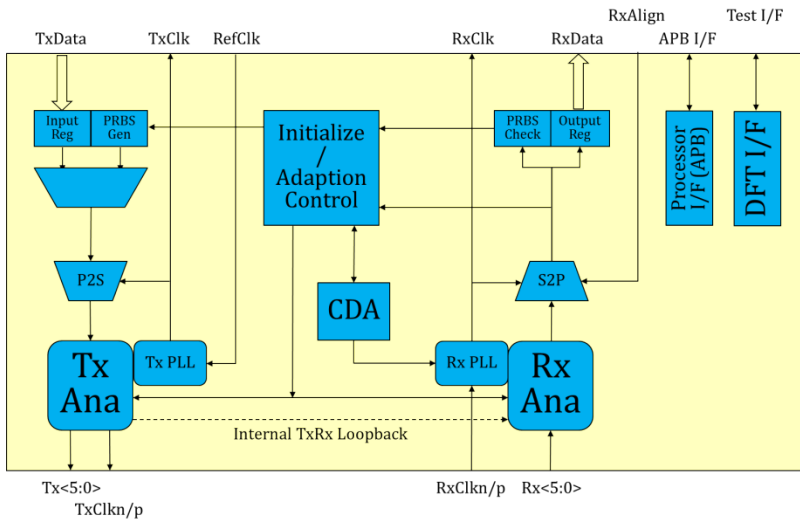 TxData
TxClk
RefClk
RxClk
RxData
RxAlign
APB I/F
Test I/F
Input
Reg
PRBS
Gen
Initialize
/
Adaption
Control
PRBS
Check
Output
Reg
Processor
I/F (APB)
DFT I/F
P2S
CDA
S2P
Tx
Ana
Tx PLL
Rx PLL
Rx
Ana
Internal TxRx Loopback
Tx<5:0>
TxClkn/p
RxClkn/p
Rx<5:0>